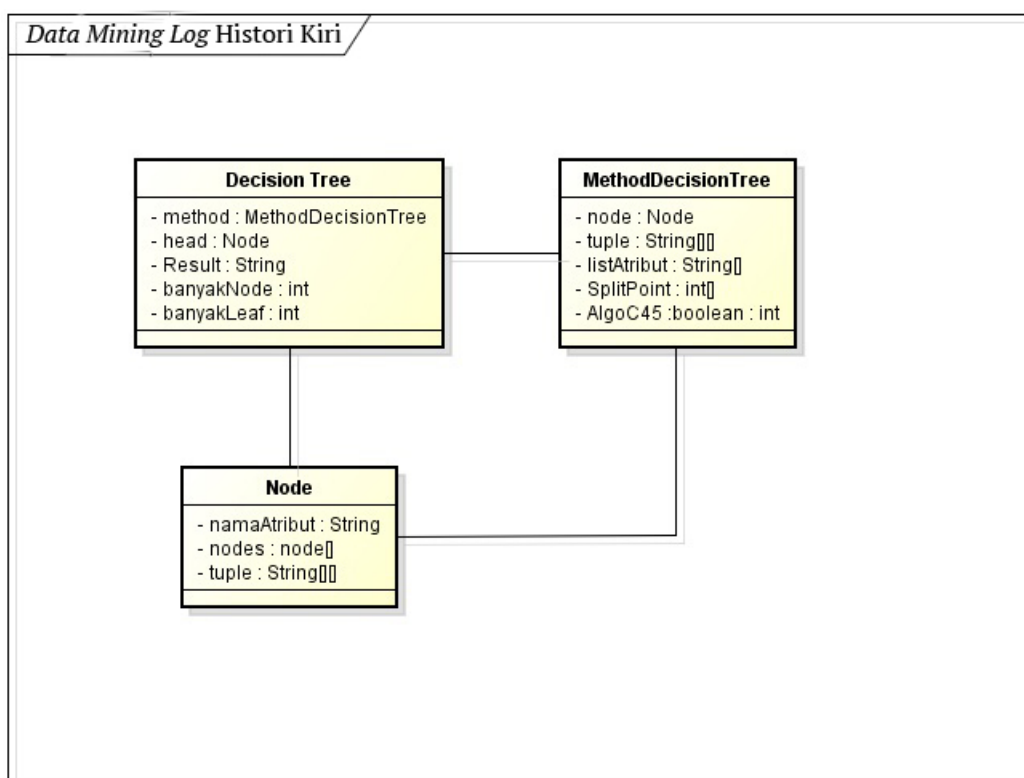 Data Mining Log Histori Kiri
Decision Tree
- method : MethodDecisionTree
- head : Node
- Result : String
- banyakNode : int
- banyakLeaf : int
MethodDecisionTree
- node : Node
- tuple : String[][]
- listAtribut : String[]
- SplitPoint : int[]
- AlgoC45 :boolean : int
Node
- namaAtribut : String
- nodes : node[]
- tuple : String[][]